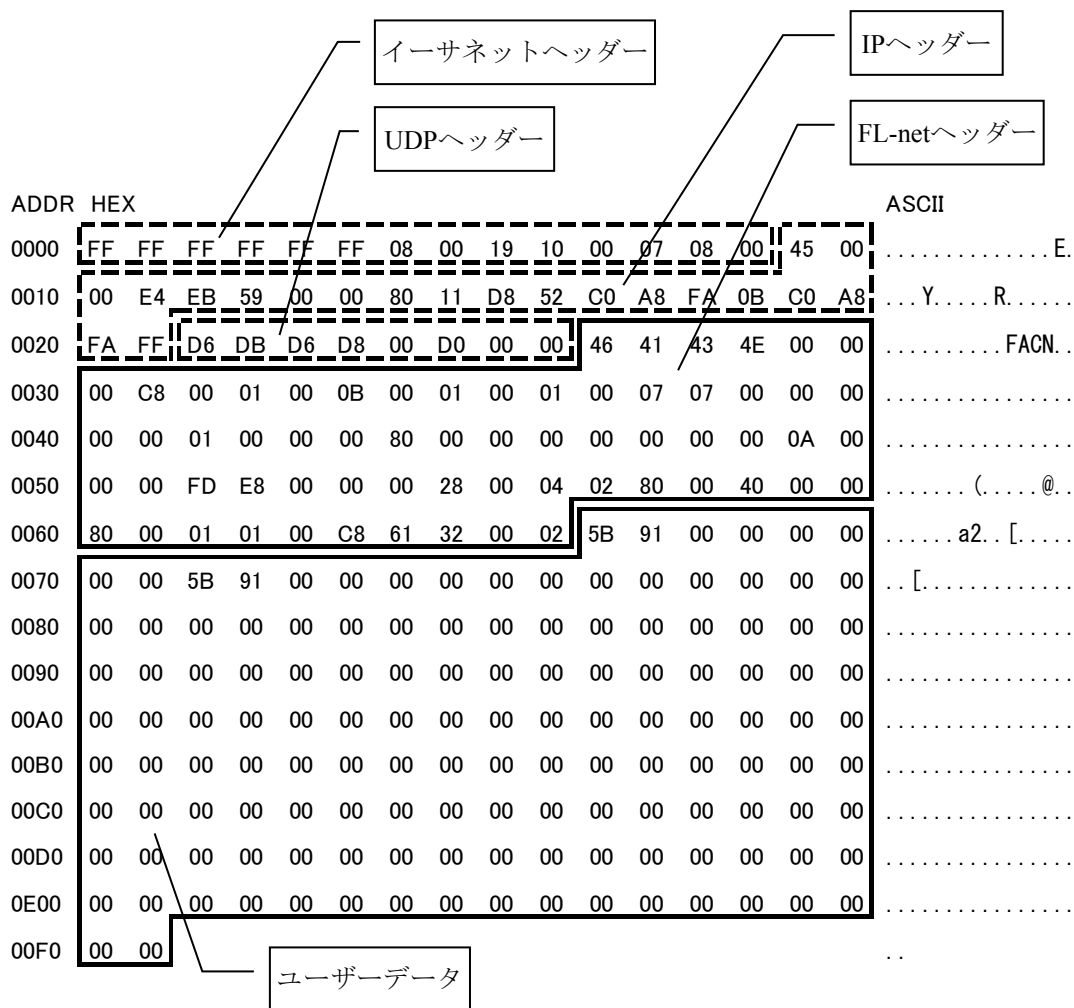 イーサネットヘッダー
IPヘッダー
UDPヘッダー
FL-netヘッダー
ADDR HEX ASCII
0000 FF FF FF FF FF FF 08 00 19 10 00 07 08 00 45 00 ..............E.
0010 00 E4 EB 59 00 00 80 11 D8 52 C0 A8 FA 0B C0 A8 ...Y.....R......
0020 FA FF D6 DB D6 D8 00 D0 00 00 46 41 43 4E 00 00 ..........FACN..
0030 00 C8 00 01 00 0B 00 01 00 01 00 07 07 00 00 00 ................
0040 00 00 01 00 00 00 80 00 00 00 00 00 00 00 0A 00 ................
0050 00 00 FD E8 00 00 00 28 00 04 02 80 00 40 00 00 .......(.....@..
0060 80 00 01 01 00 C8 61 32 00 02 5B 91 00 00 00 00 ......a2..[.....
0070 00 00 5B 91 00 00 00 00 00 00 00 00 00 00 00 00 ..[.............
0080 00 00 00 00 00 00 00 00 00 00 00 00 00 00 00 00 ................
0090 00 00 00 00 00 00 00 00 00 00 00 00 00 00 00 00 ................
00A0 00 00 00 00 00 00 00 00 00 00 00 00 00 00 00 00 ................
00B0 00 00 00 00 00 00 00 00 00 00 00 00 00 00 00 00 ................
00C0 00 00 00 00 00 00 00 00 00 00 00 00 00 00 00 00 ................
00D0 00 00 00 00 00 00 00 00 00 00 00 00 00 00 00 00 ................
0E00 00 00 00 00 00 00 00 00 00 00 00 00 00 00 00 00 ................
00F0 00 00 ..
ユーザーデータ